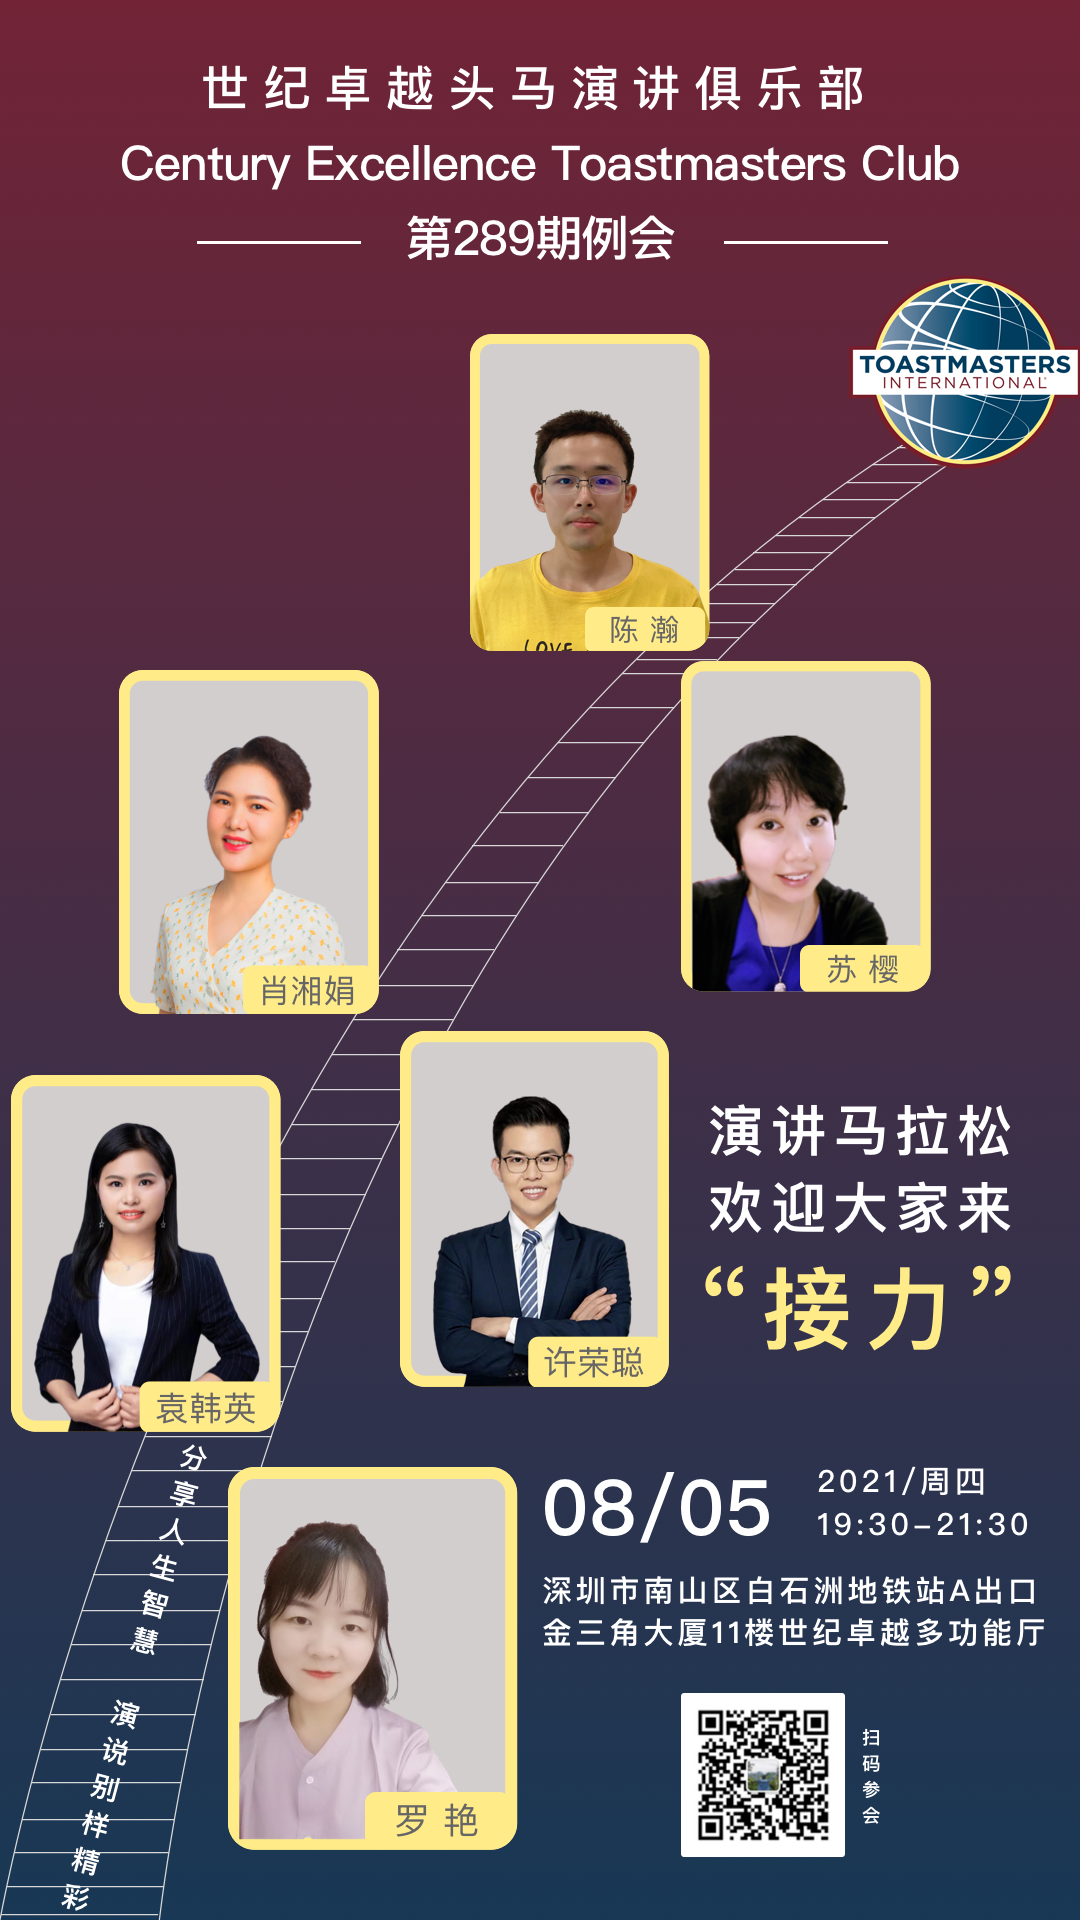 世纪卓越头马演讲俱乐部
Century Excellence Toastmasters Club
第289期例会
TOASTMASTERS
INTERNATIONAL
LOVE
陈 瀚
肖湘娟
苏 樱
袁韩英
许荣聪
演讲马拉松
欢迎大家来
“接力”
分享人生智慧 演说别样精彩
罗 艳
08/05
2021/周四
19:30-21:30
深圳市南山区白石洲地铁站A出口
金三角大厦11楼世纪卓越多功能厅
扫码参会